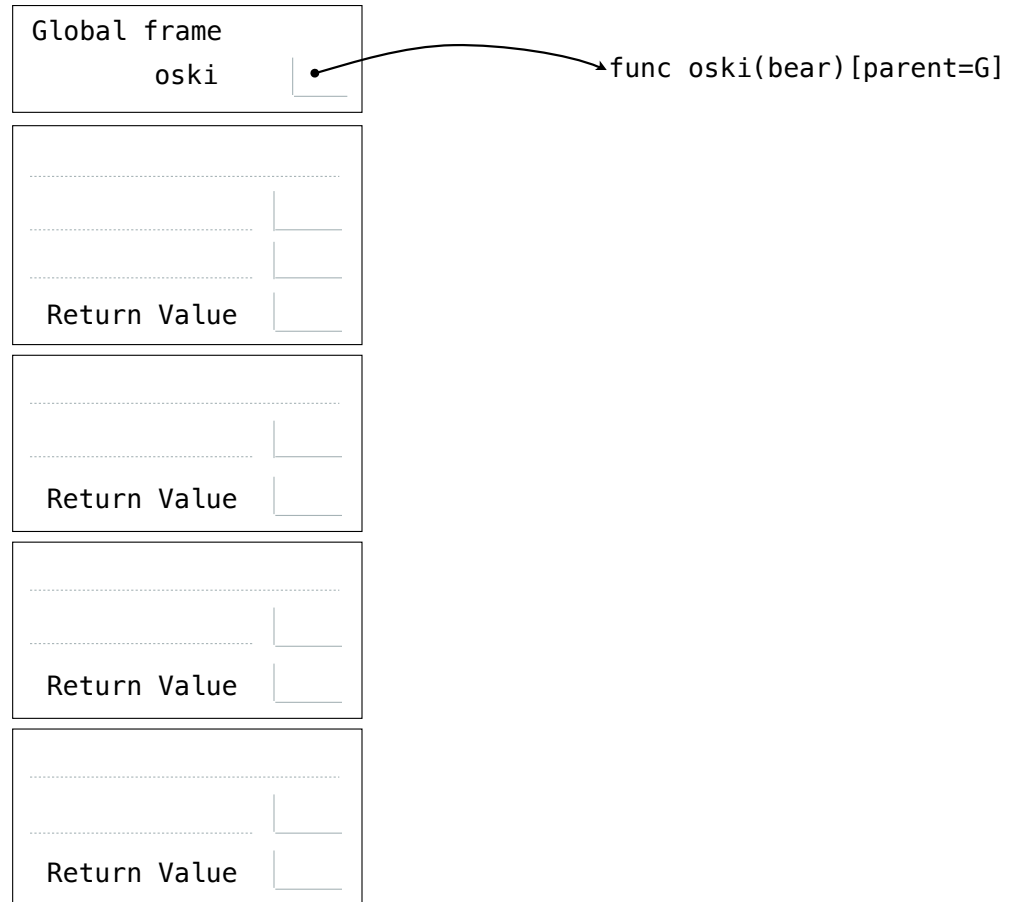 Global frame
oski
func oski(bear)[parent=G]
Return Value
Return Value
Return Value
Return Value